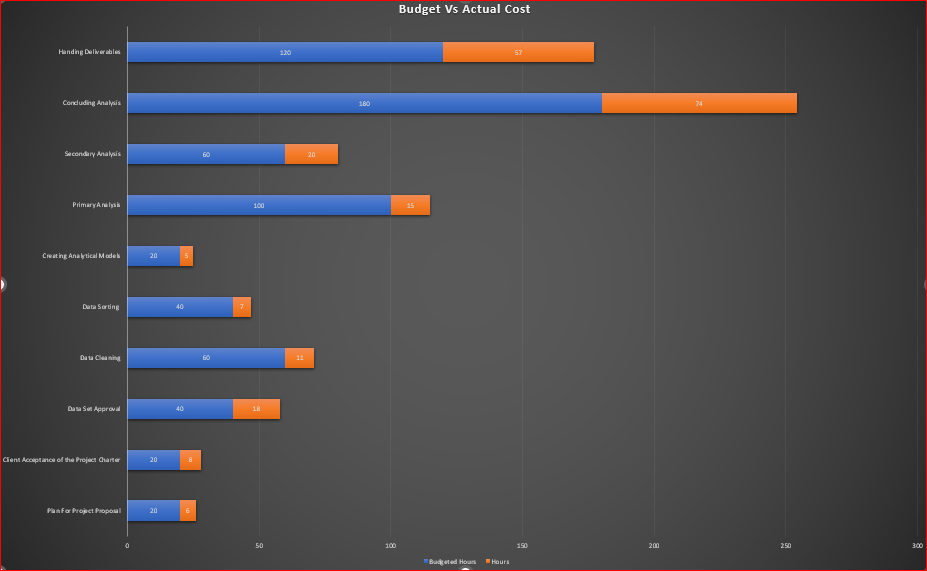 Budget Vs Actual Cost
Handing Deliverables 120 57
Concluding Analysis 180 74
Secondary Analysis 60 20
Primary Analysis 100 15
Creating Analytical Models 20 5
Data Sorting 40 7
Data Cleaning 60 11
Data Set Approval 40 18
Client Acceptance of the Project Charter 20 8
Plan For Project Proposal 20 6
0 50 100 150 200 250 300
Budgeted Hours Hours